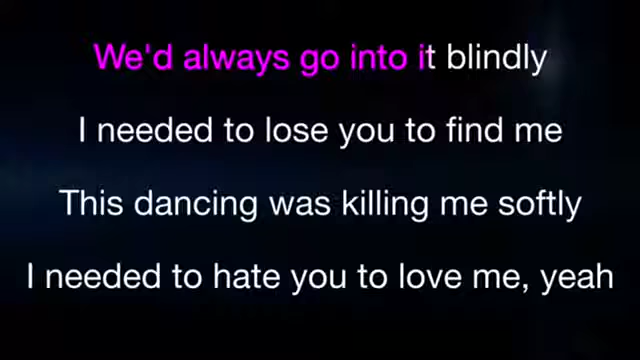 We'd always go into it blindly
I needed to lose you to find me
This dancing was killing me softly
I needed to hate you to love me, yeah